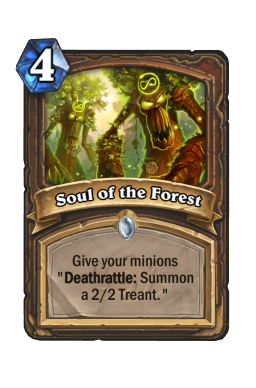 4
Soul of the Forest
Give your minions
"Deathrattle: Summon
a 2/2 Treant."